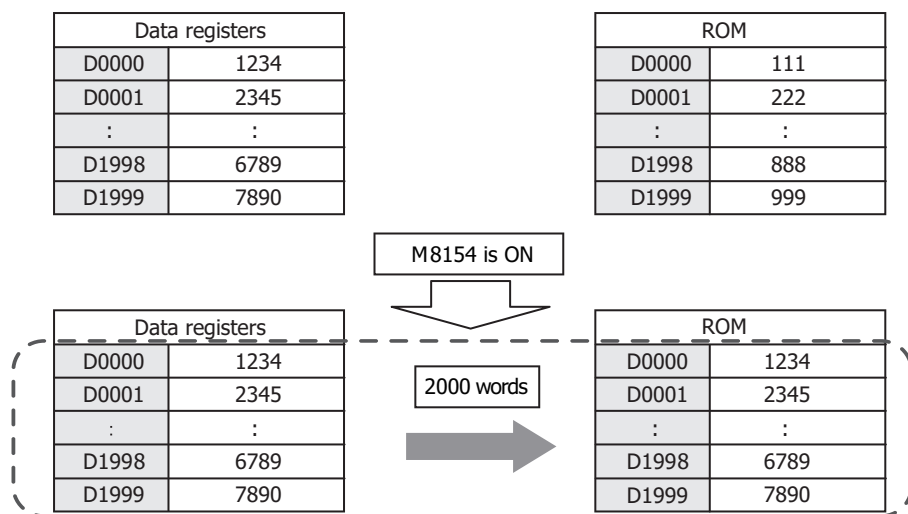 Data registers ROM
D0000 1234 D0000 111
D0001 2345 D0001 222
: : : :
D1998 6789 D1998 888
D1999 7890 D1999 999
M8154 is ON
Data registers ROM
D0000 1234 D0000 1234
2000 words
D0001 2345 D0001 2345
: : : :
D1998 6789 D1998 6789
D1999 7890 D1999 7890